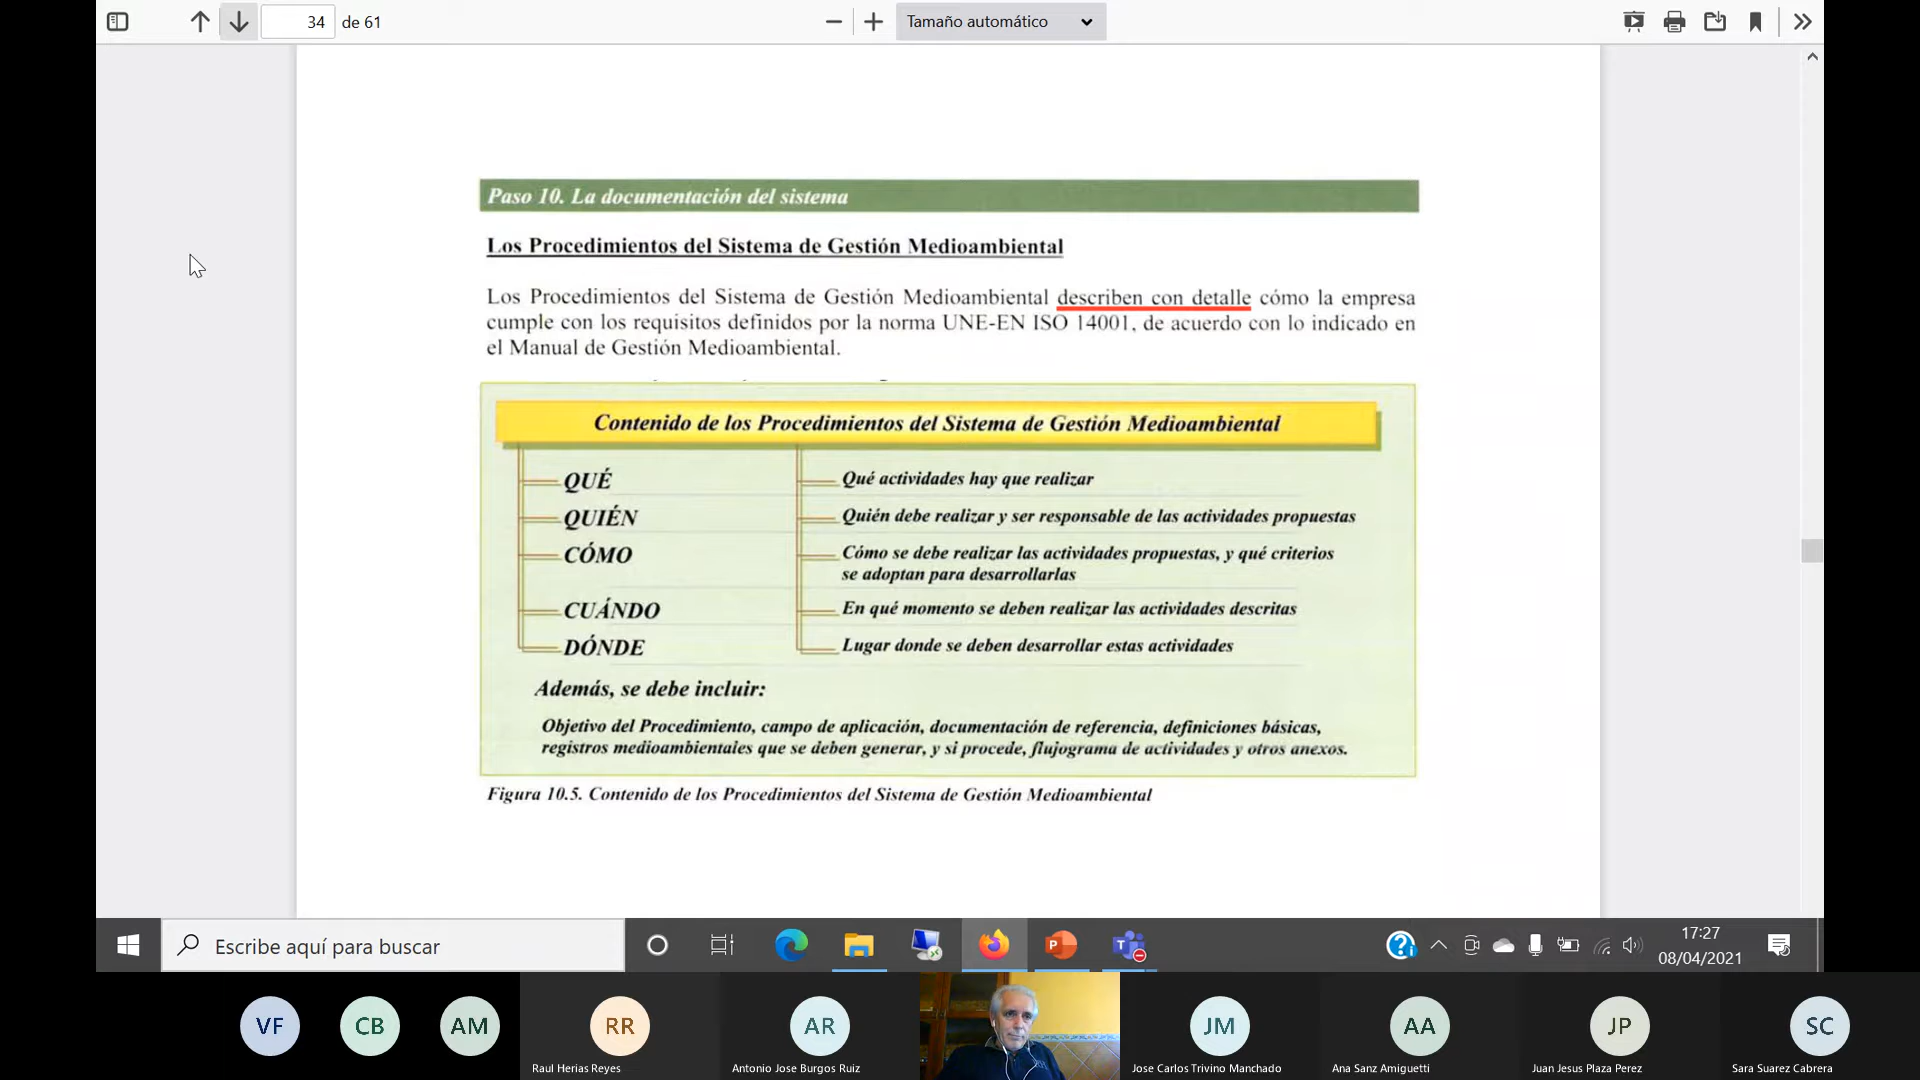 34 de 61
Tamaño automático
Paso 10. La documentación del sistema
Los Procedimientos del Sistema de Gestión Medioambiental
Los Procedimientos del Sistema de Gestión Medioambiental describen con detalle cómo la empresa
cumple con los requisitos definidos por la norma UNE-EN ISO 14001, de acuerdo con lo indicado en
el Manual de Gestión Medioambiental.
Contenido de los Procedimientos del Sistema de Gestión Medioambiental
QUÉ Qué actividades hay que realizar
QUIÉN Quién debe realizar y ser responsable de las actividades propuestas
CÓMO Cómo se debe realizar las actividades propuestas, y qué criterios
se adoptan para desarrollarlas
CUÁNDO En qué momento se deben realizar las actividades descritas
DÓNDE Lugar donde se deben desarrollar estas actividades
Además, se debe incluir:
Objetivo del Procedimiento, campo de aplicación, documentación de referencia, definiciones básicas,
registros medioambientales que se deben generar, y si procede, flujograma de actividades y otros anexos.
Figura 10.5. Contenido de los Procedimientos del Sistema de Gestión Medioambiental
Escribe aquí para buscar
17:27
08/04/2021
VF CB AM RR AR JM AA JP SC
Raul Herias Reyes Antonio Jose Burgos Ruiz Jose Carlos Trivino Manchado Ana Sanz Amiguetti Juan Jesus Plaza Perez Sara Suarez Cabrera